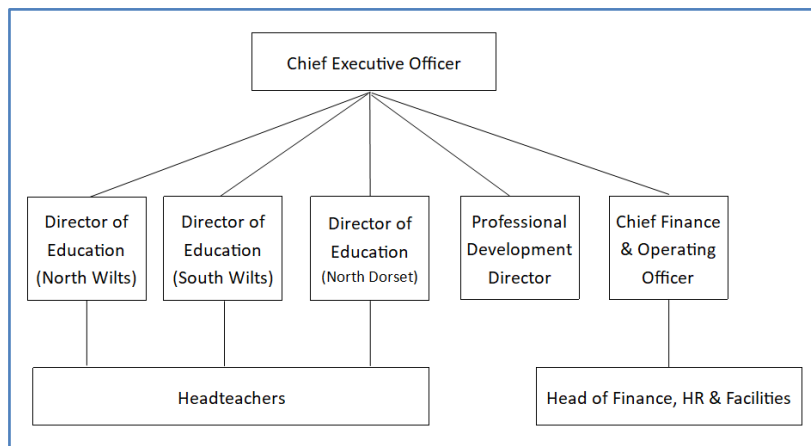 Chief Executive Officer
Director of
Education
(North Wilts)
Director of
Education
(South Wilts)
Director of
Education
(North Dorset)
Professional
Development
Director
Chief Finance
& Operating
Officer
Headteachers
Head of Finance, HR & Facilities